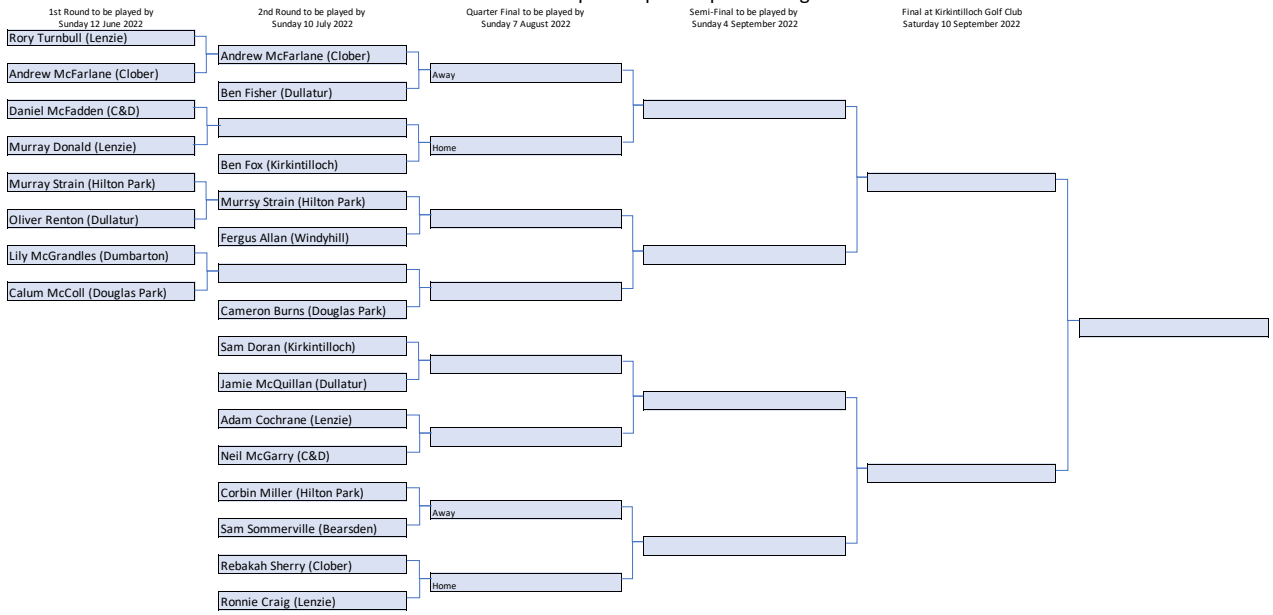 1st Round to be played by
Sunday 12 June 2022
2nd Round to be played by
Sunday 10 July 2022
Quarter Final to be played by
Sunday 7 August 2022
Semi-Final to be played by
Sunday 4 September 2022
Final at Kirkintilloch Golf Club
Saturday 10 September 2022
Rory Turnbull (Lenzie)
Andrew McFarlane (Clober)
Daniel McFadden (C&D)
Murray Donald (Lenzie)
Murray Strain (Hilton Park)
Oliver Renton (Dullatur)
Lily McGrandles (Dumbarton)
Calum McColl (Douglas Park)
Andrew McFarlane (Clober)
Ben Fisher (Dullatur)
Ben Fox (Kirkintilloch)
Murrsy Strain (Hilton Park)
Fergus Allan (Windyhill)
Cameron Burns (Douglas Park)
Sam Doran (Kirkintilloch)
Jamie McQuillan (Dullatur)
Adam Cochrane (Lenzie)
Neil McGarry (C&D)
Corbin Miller (Hilton Park)
Sam Sommerville (Bearsden)
Rebakah Sherry (Clober)
Ronnie Craig (Lenzie)
Away
Home
Away
Home